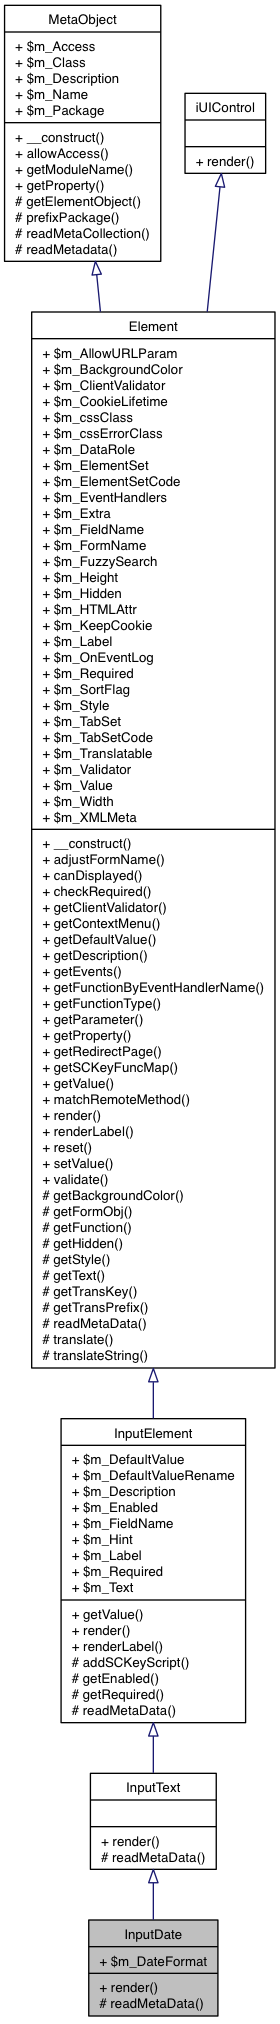 MetaObject
+ $m_Access
+ $m_Class
+ $m_Description
+ $m_Name
+ $m_Package
+ __construct()
+ allowAccess()
+ getModuleName()
+ getProperty()
# getElementObject()
# prefixPackage()
# readMetaCollection()
# readMetadata()
iUIControl
+ render()
Element
+ $m_AllowURLParam
+ $m_BackgroundColor
+ $m_ClientValidator
+ $m_CookieLifetime
+ $m_cssClass
+ $m_cssErrorClass
+ $m_DataRole
+ $m_ElementSet
+ $m_ElementSetCode
+ $m_EventHandlers
+ $m_Extra
+ $m_FieldName
+ $m_FormName
+ $m_FuzzySearch
+ $m_Height
+ $m_Hidden
+ $m_HTMLAttr
+ $m_KeepCookie
+ $m_Label
+ $m_OnEventLog
+ $m_Required
+ $m_SortFlag
+ $m_Style
+ $m_TabSet
+ $m_TabSetCode
+ $m_Translatable
+ $m_Validator
+ $m_Value
+ $m_Width
+ $m_XMLMeta
+ __construct()
+ adjustFormName()
+ canDisplayed()
+ checkRequired()
+ getClientValidator()
+ getContextMenu()
+ getDefaultValue()
+ getDescription()
+ getEvents()
+ getFunctionByEventHandlerName()
+ getFunctionType()
+ getParameter()
+ getProperty()
+ getRedirectPage()
+ getSCKeyFuncMap()
+ getValue()
+ matchRemoteMethod()
+ render()
+ renderLabel()
+ reset()
+ setValue()
+ validate()
# getBackgroundColor()
# getFormObj()
# getFunction()
# getHidden()
# getStyle()
# getText()
# getTransKey()
# getTransPrefix()
# readMetaData()
# translate()
# translateString()
InputElement
+ $m_DefaultValue
+ $m_DefaultValueRename
+ $m_Description
+ $m_Enabled
+ $m_FieldName
+ $m_Hint
+ $m_Label
+ $m_Required
+ $m_Text
+ getValue()
+ render()
+ renderLabel()
# addSCKeyScript()
# getEnabled()
# getRequired()
# readMetaData()
InputText
+ render()
# readMetaData()
InputDate
+ $m_DateFormat
+ render()
# readMetaData()